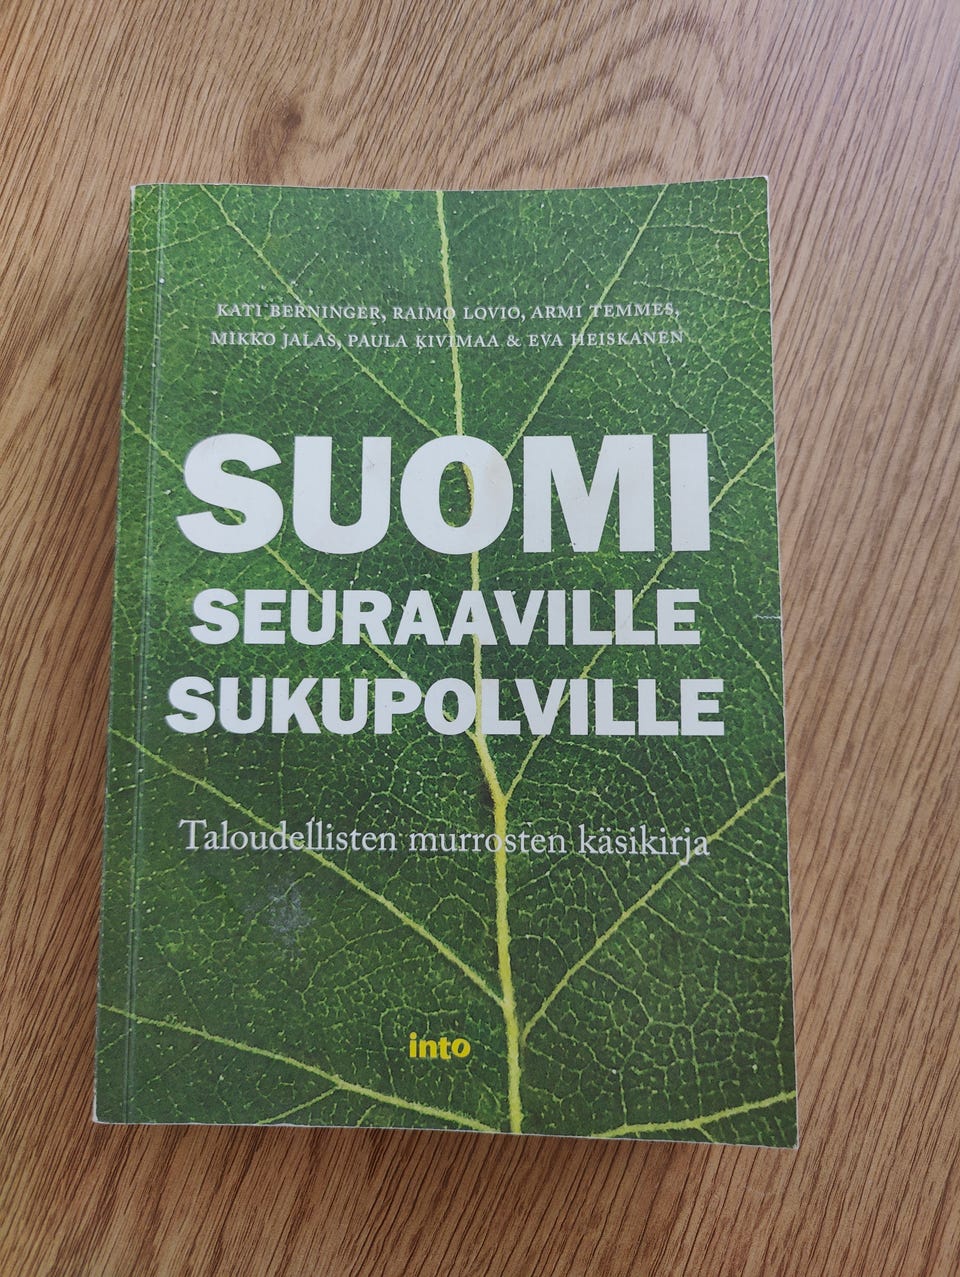 KATI BERNINGER, RAIMO LOVIO, ARMI TEMMES,
MIKKO JALAS, PAULA KIVIMAA & EVA HEISKANEN
SUOMI
SEURAAVILLE
SUKUPOLVILLE
Taloudellisten murrosten käsikirja
into